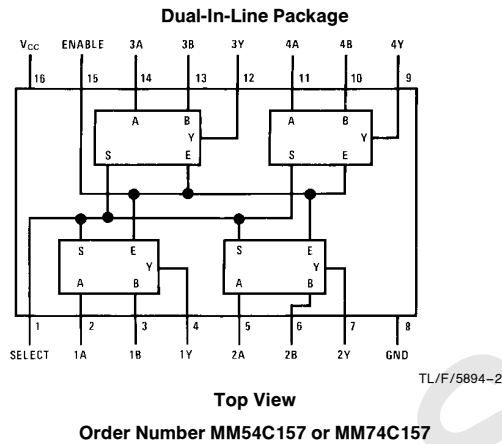 Dual-In-Line Package
VCC ENABLE 3A 3B 3Y 4A 4B 4Y
16 15 14 13 12 11 10 9
A B A B
Y Y
S E S E
S E S E
Y Y
A B A B
1 2 3 4 5 6 7 8
SELECT 1A 1B 1Y 2A 2B 2Y GND
TL/F/5894–2
Top View
Order Number MM54C157 or MM74C157